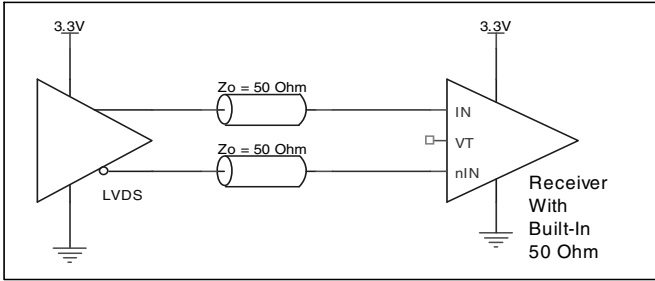 3.3V
3.3V
Zo = 50 Ohm
IN
VT
Zo = 50 Ohm
nIN
LVDS
Receiver
With
Built-In
50 Ohm